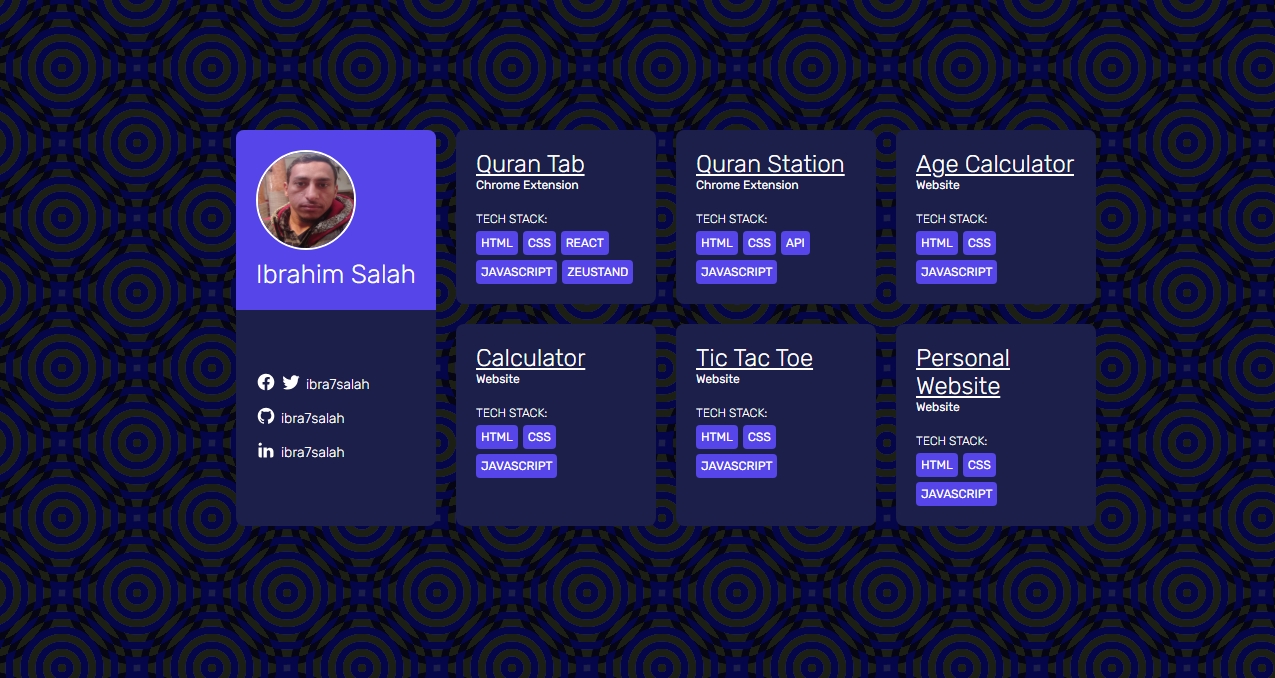 Ibrahim Salah
ibra7salah
ibra7salah
ibra7salah
Quran Tab
Chrome Extension
TECH STACK:
HTML CSS REACT
JAVASCRIPT ZEUSTAND
Quran Station
Chrome Extension
TECH STACK:
HTML CSS API
JAVASCRIPT
Age Calculator
Website
TECH STACK:
HTML CSS
JAVASCRIPT
Calculator
Website
TECH STACK:
HTML CSS
JAVASCRIPT
Tic Tac Toe
Website
TECH STACK:
HTML CSS
JAVASCRIPT
Personal
Website
Website
TECH STACK:
HTML CSS
JAVASCRIPT